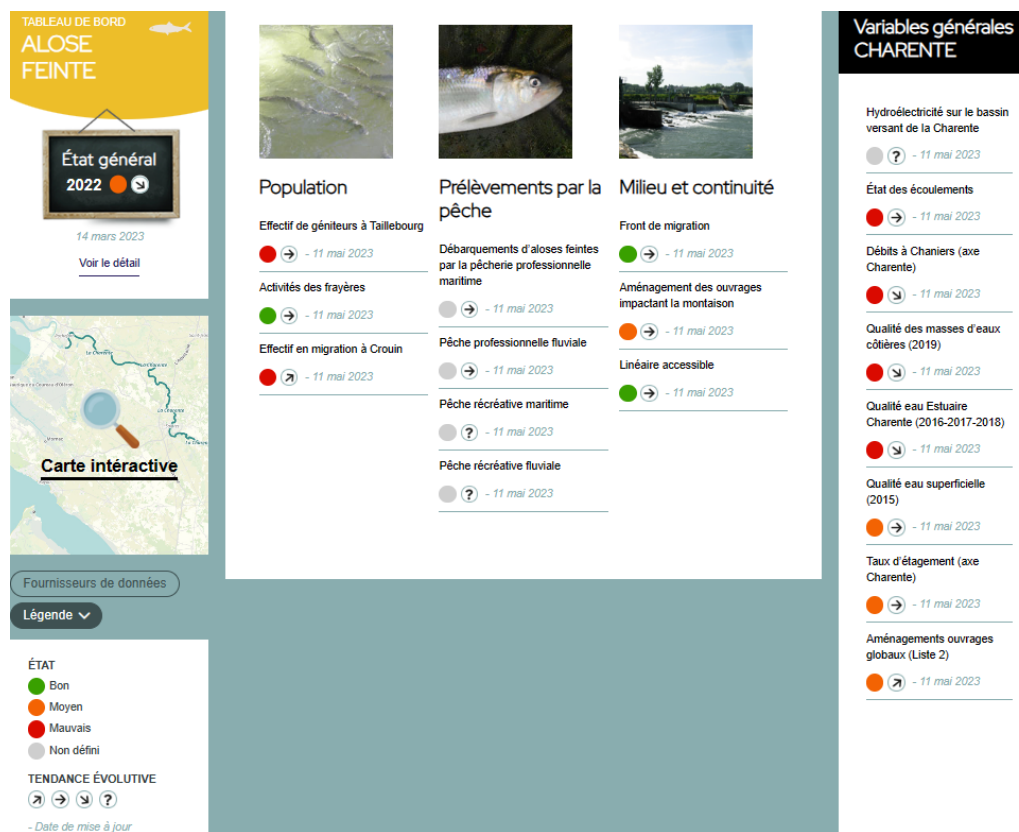 TABLEAU DE BORD
ALOSE
FEINTE
État général
2022
14 mars 2023
Voir le détail
Carte intéractive
Fournisseurs de données
Légende
ÉTAT
Bon
Moyen
Mauvais
Non défini
TENDANCE ÉVOLUTIVE
?
- Date de mise à jour
Population
Effectif de géniteurs à Taillebourg
- 11 mai 2023
Activités des frayères
- 11 mai 2023
Effectif en migration à Crouin
- 11 mai 2023
Prélèvements par la
pêche
Débarquements d'aloses feintes
par la pêcherie professionnelle
maritime
- 11 mai 2023
Pêche professionnelle fluviale
- 11 mai 2023
Pêche récréative maritime
? - 11 mai 2023
Pêche récréative fluviale
? - 11 mai 2023
Milieu et continuité
Front de migration
- 11 mai 2023
Aménagement des ouvrages
impactant la montaison
- 11 mai 2023
Linéaire accessible
- 11 mai 2023
Variables générales
CHARENTE
Hydroélectricité sur le bassin
versant de la Charente
? - 11 mai 2023
État des écoulements
- 11 mai 2023
Débits à Chaniers (axe
Charente)
- 11 mai 2023
Qualité des masses d'eaux
côtières (2019)
- 11 mai 2023
Qualité eau Estuaire
Charente (2016-2017-2018)
- 11 mai 2023
Qualité eau superficielle
(2015)
- 11 mai 2023
Taux d'étagement (axe
Charente)
- 11 mai 2023
Aménagements ouvrages
globaux (Liste 2)
- 11 mai 2023